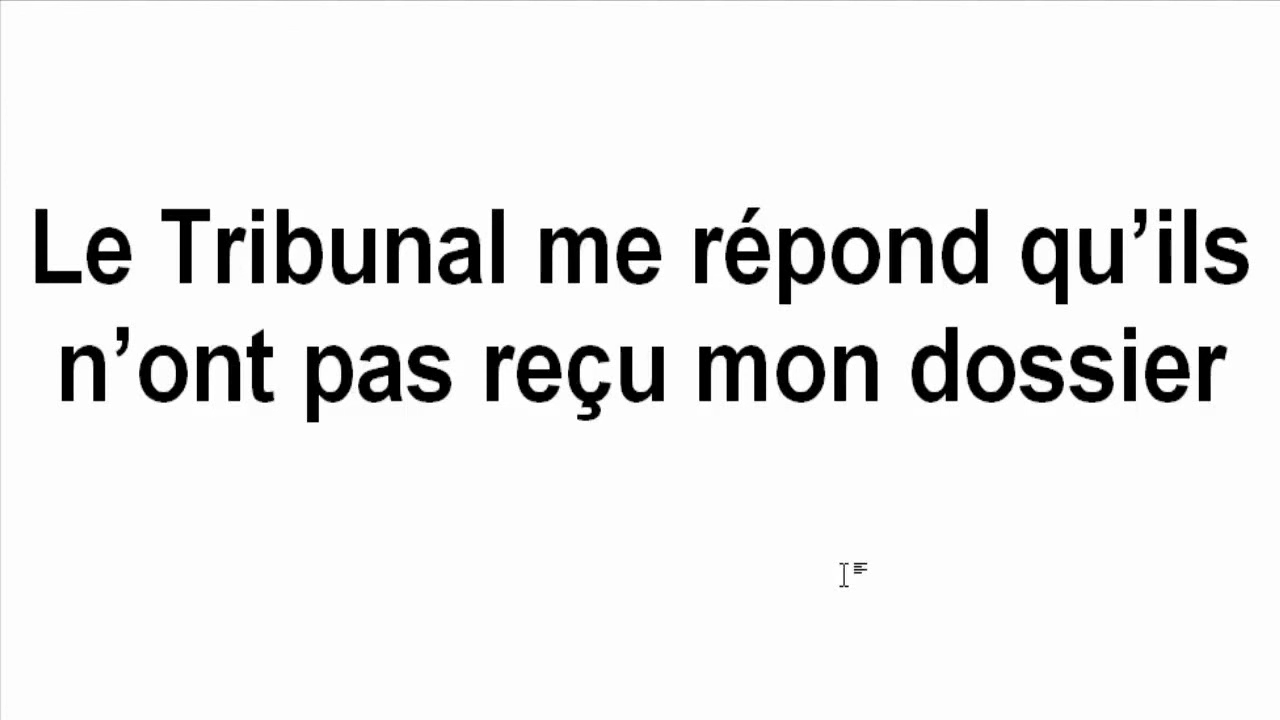 Le Tribunal me répond qu’ils
n’ont pas reçu mon dossier